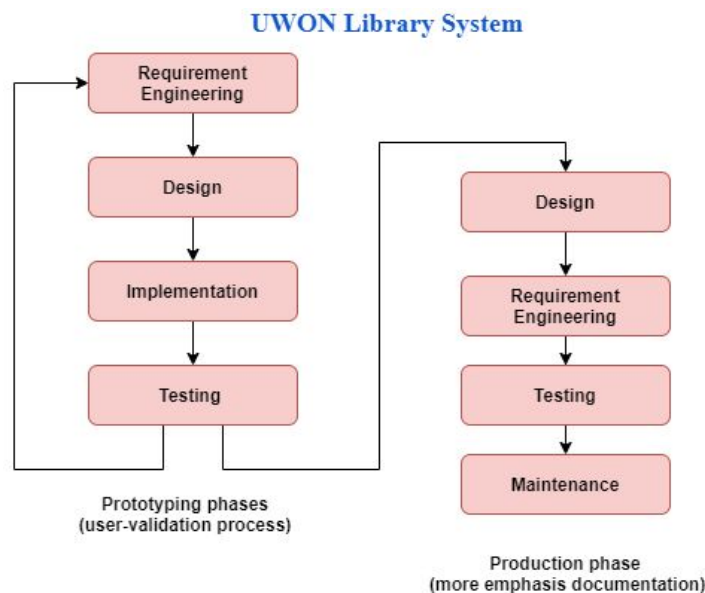 UWON Library System
Requirement
Engineering
Design
Implementation
Testing
Prototyping phases
(user-validation process)
Design
Requirement
Engineering
Testing
Maintenance
Production phase
(more emphasis documentation)